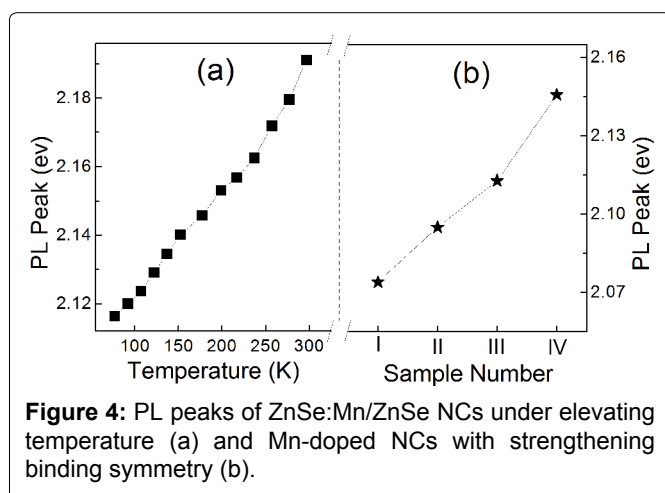 (a)
(b)
PL Peak (ev)
2.18
2.16
2.14
2.12
100 150 200 250 300
Temperature (K)
2.16
2.13
2.10
2.07
PL Peak (ev)
I II III IV
Sample Number
Figure 4: PL peaks of ZnSe:Mn/ZnSe NCs under elevating
temperature (a) and Mn-doped NCs with strengthening
binding symmetry (b).